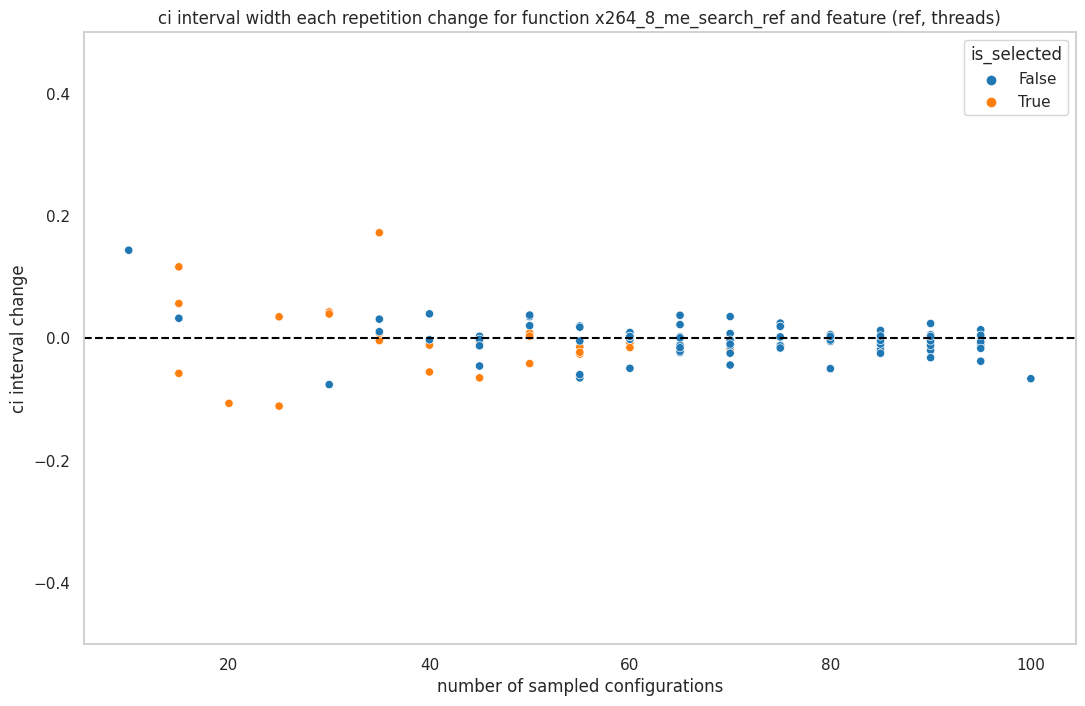 ci interval width each repetition change for function x264_8_me_search_ref and feature (ref, threads)
is_selected
False
True
0.4
0.2
0.0
−0.2
−0.4
ci interval change
20
40
60
80
100
number of sampled configurations